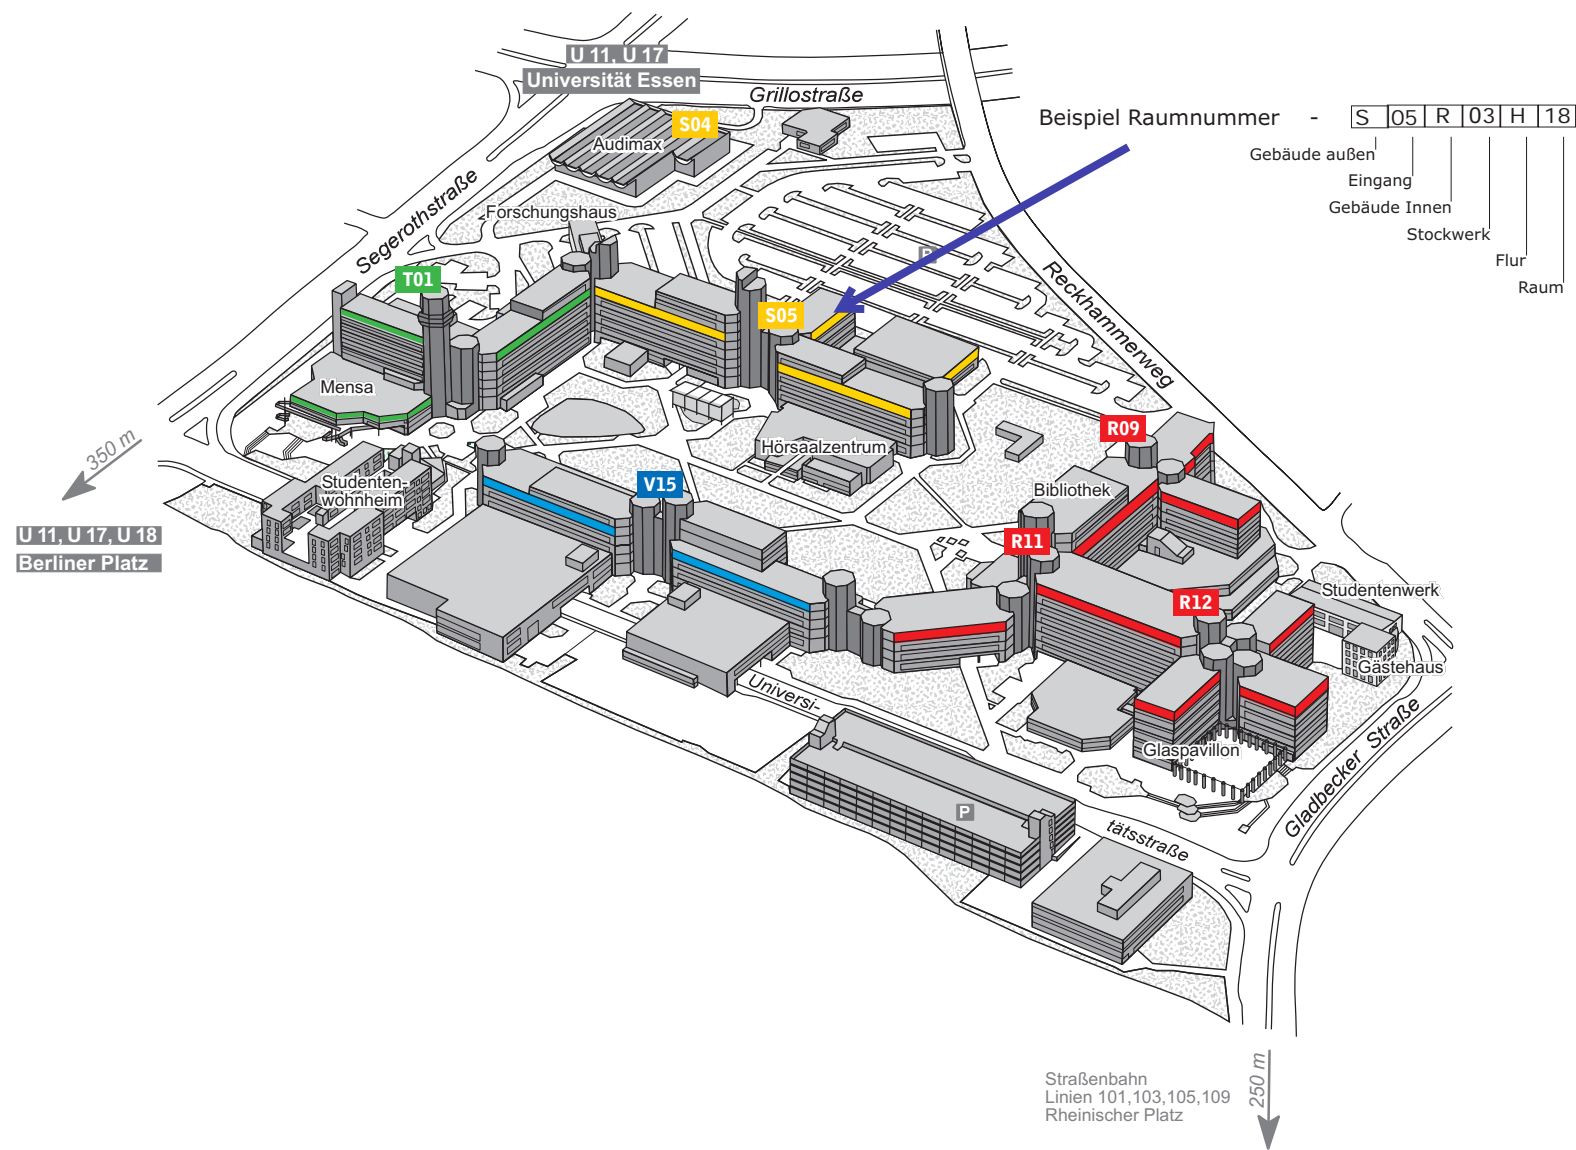 U 11, U 17
Universität Essen
Grillostraße
Beispiel Raumnummer - S 05 R 03 H 18
Gebäude außen
Eingang
Gebäude Innen
Stockwerk
Flur
Raum
S04
Audimax
Segerothstraße
Forschungshaus
P
Reckhammerweg
T01
S05
Mensa
R09
350 m
Hörsaalzentrum
Studenten-
wohnheim
V15
Bibliothek
U 11, U 17, U 18
Berliner Platz
R11
R12
Studentenwerk
Gästehaus
Universi-
Glaspavillon
Gladbecker Straße
P
tätsstraße
250 m
Straßenbahn
Linien 101,103,105,109
Rheinischer Platz